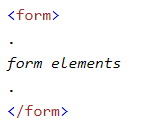 <form>
.
form elements
.
</form>